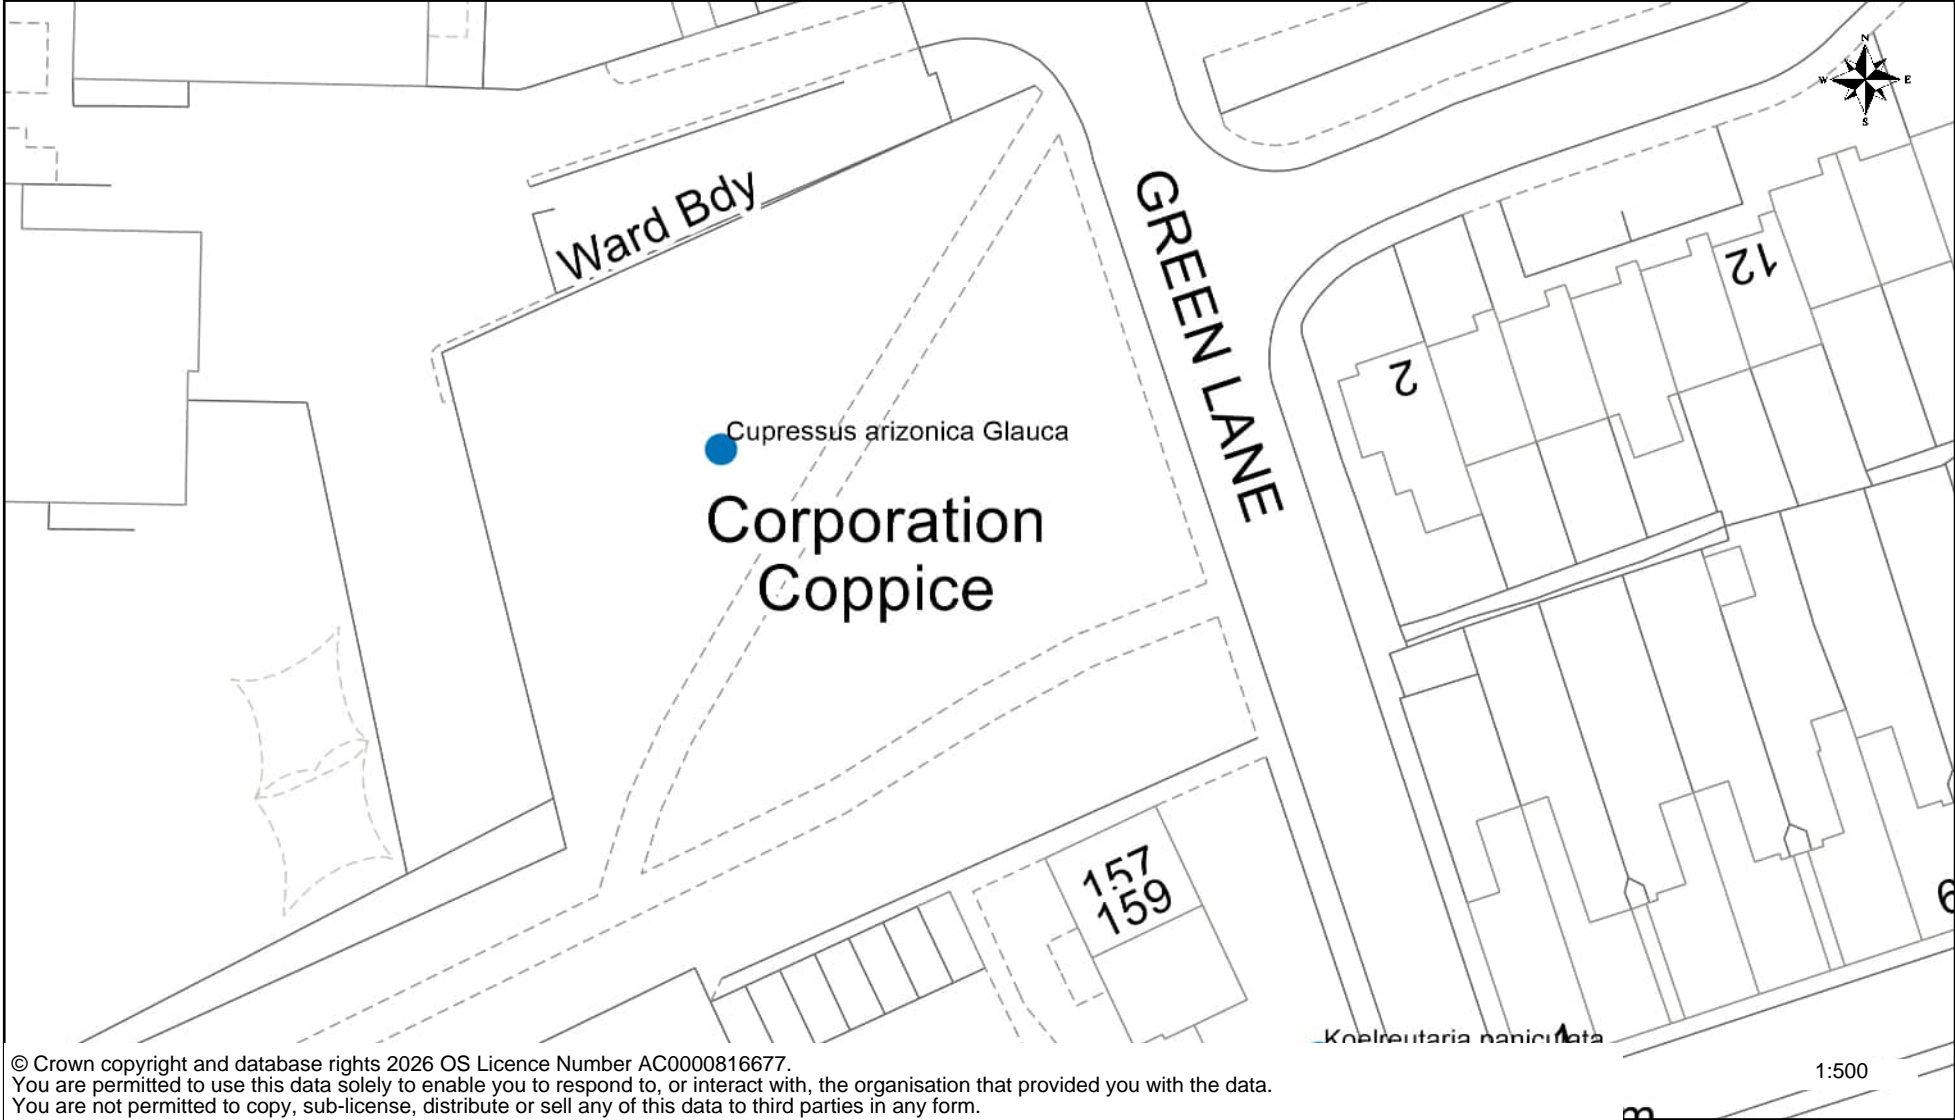 N
W E
S
Ward Bdy
GREEN LANE
12
2
Cupressus arizonica Glauca
Corporation
Coppice
157
159
Koelreutaria paniculata
© Crown copyright and database rights 2026 OS Licence Number AC0000816677.
You are permitted to use this data solely to enable you to respond to, or interact with, the organisation that provided you with the data.
You are not permitted to copy, sub-license, distribute or sell any of this data to third parties in any form.
1:500